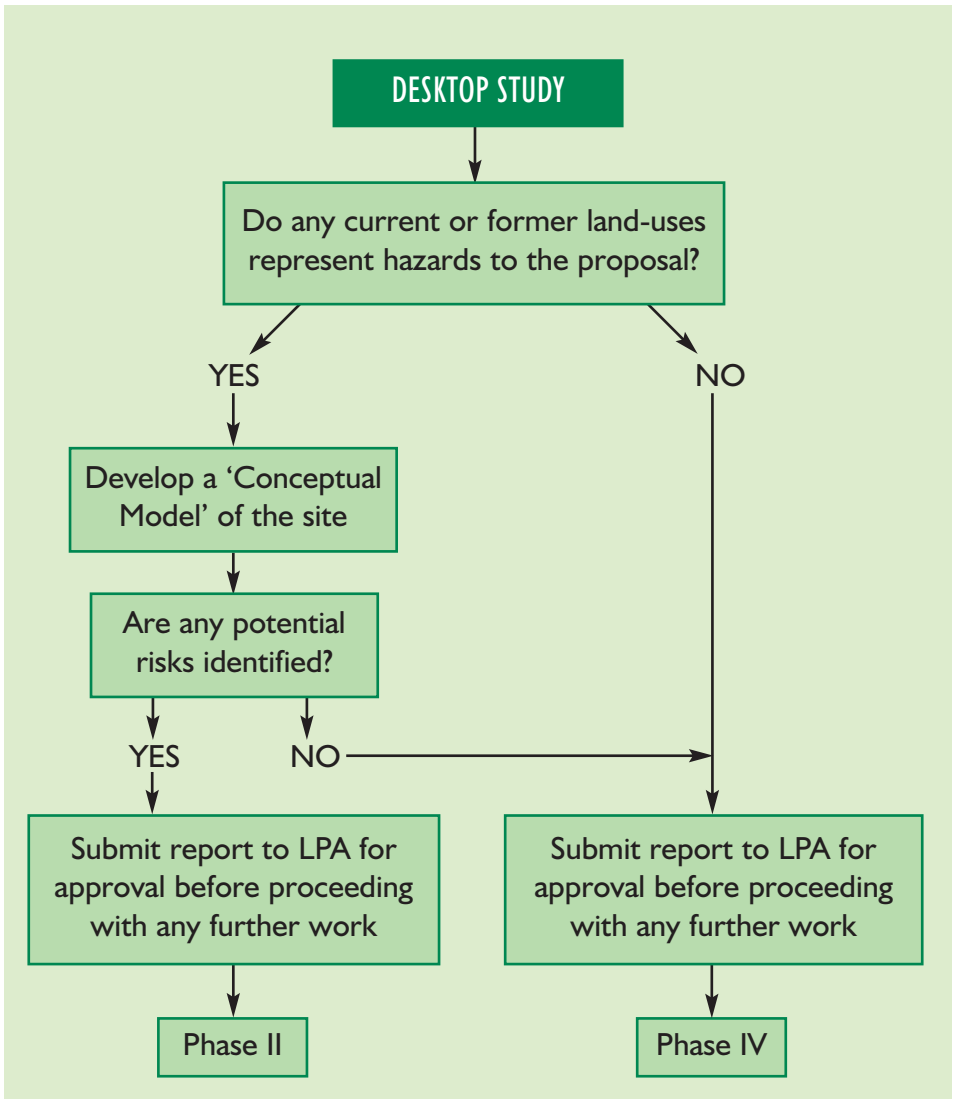 DESKTOP STUDY
Do any current or former land-uses
represent hazards to the proposal?
YES
NO
Develop a ‘Conceptual
Model’ of the site
Are any potential
risks identified?
YES
NO
Submit report to LPA for
approval before proceeding
with any further work
Submit report to LPA for
approval before proceeding
with any further work
Phase II
Phase IV